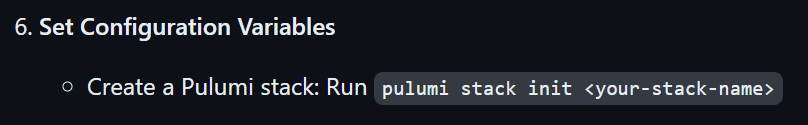 6. Set Configuration Variables
○ Create a Pulumi stack: Run pulumi stack init <your-stack-name>